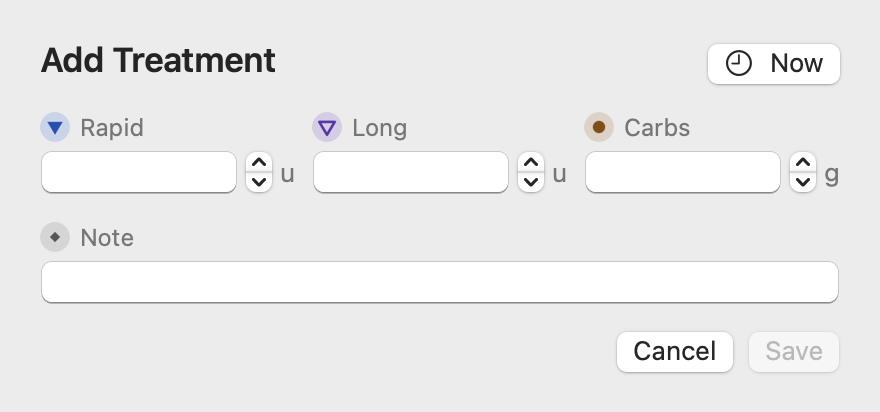 Add Treatment
Now
Rapid
Long
Carbs
u
u
g
Note
Cancel
Save